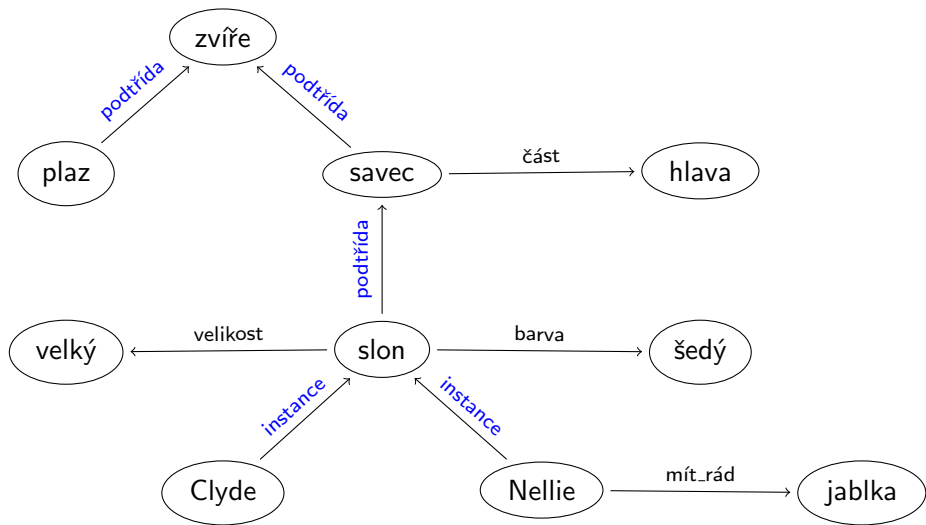 zvíře
podtřída
podtřída
plaz
savec
část
hlava
podtřída
velký
velikost
slon
barva
šedý
instance
instance
Clyde
Nellie
mít_rád
jablka